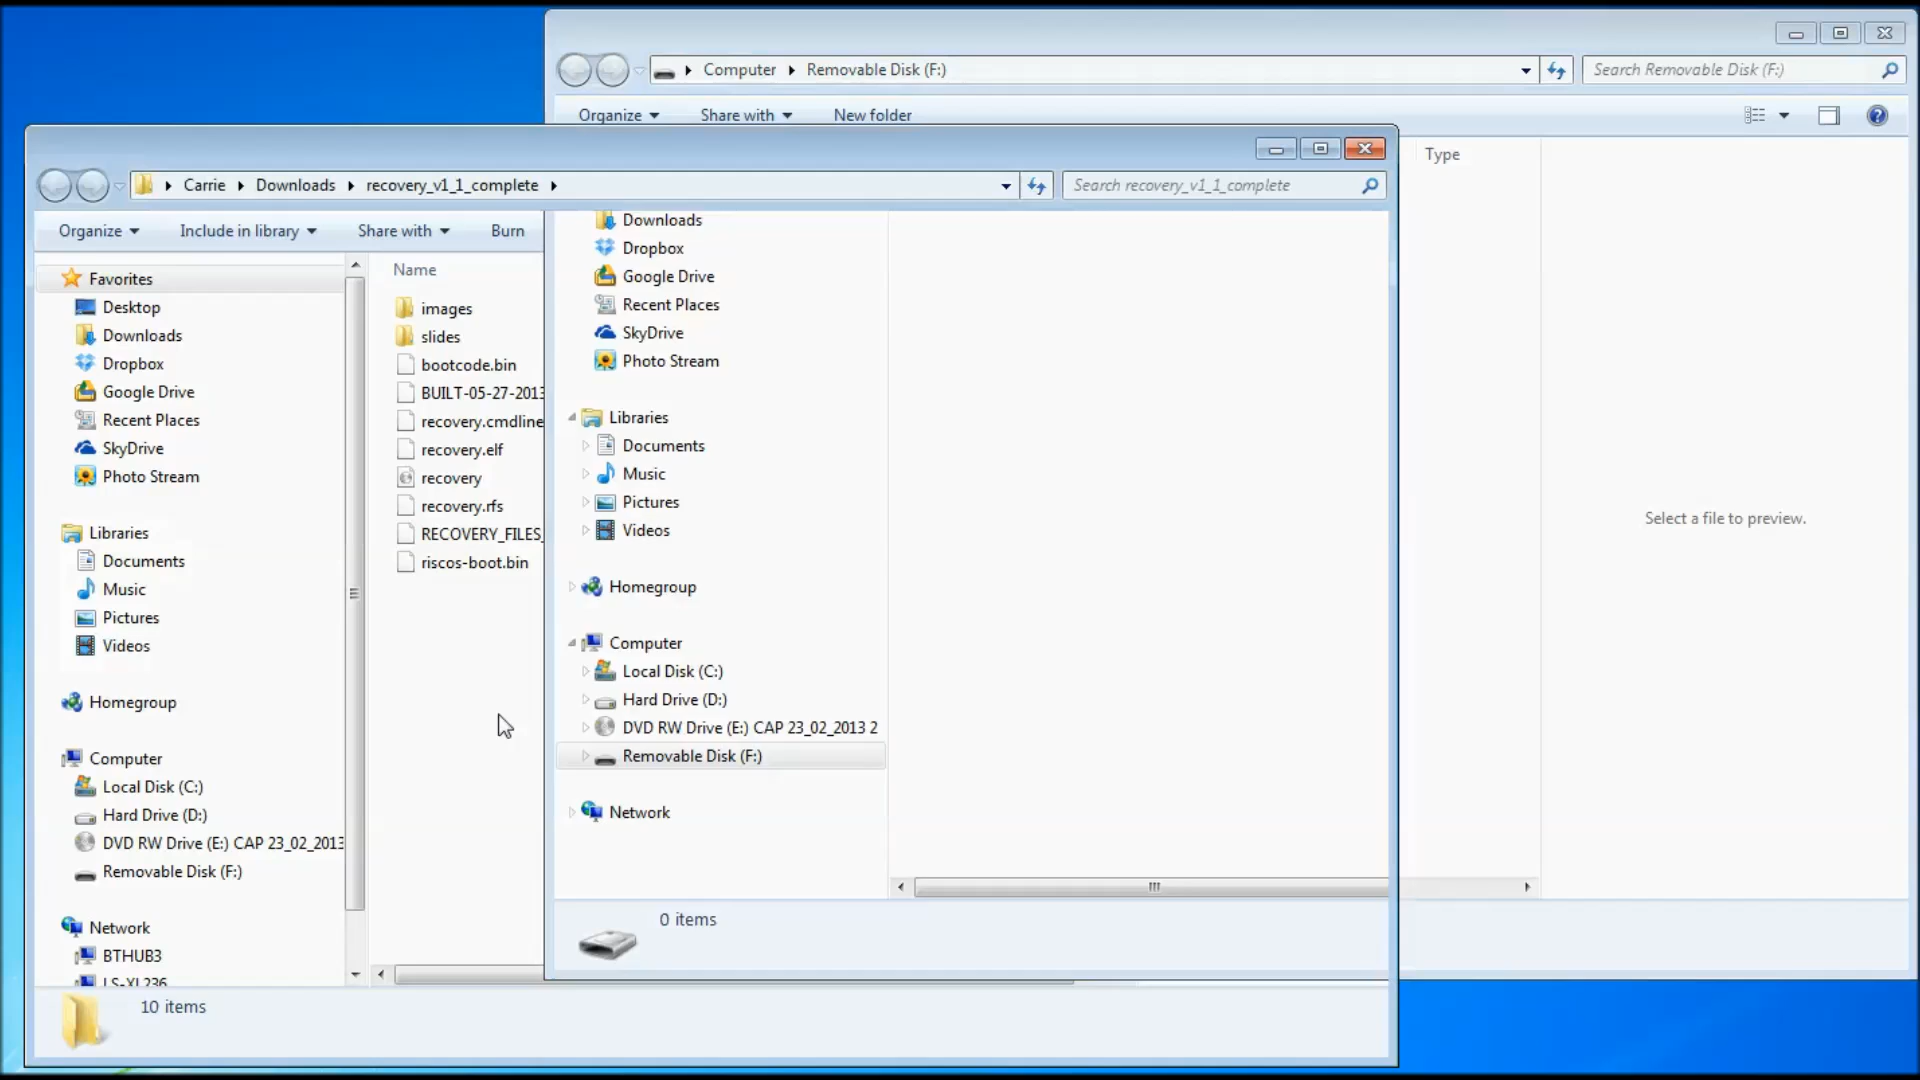 Computer Removable Disk (F:)
Search Removable Disk (F:)
Organize Share with New folder
Type
Select a file to preview.
Carrie Downloads recovery_v1_1_complete
Search recovery_v1_1_complete
Organize Include in library Share with Burn
Favorites
Desktop
Downloads
Dropbox
Google Drive
Recent Places
SkyDrive
Photo Stream
Libraries
Documents
Music
Pictures
Videos
Homegroup
Computer
Local Disk (C:)
Hard Drive (D:)
DVD RW Drive (E:) CAP 23_02_2013
Removable Disk (F:)
Network
BTHUB3
LS-XL236
Name
images
slides
bootcode.bin
BUILT-05-27-2013
recovery.cmdline
recovery.elf
recovery
recovery.rfs
RECOVERY_FILES_
riscos-boot.bin
10 items
Downloads
Dropbox
Google Drive
Recent Places
SkyDrive
Photo Stream
Libraries
Documents
Music
Pictures
Videos
Homegroup
Computer
Local Disk (C:)
Hard Drive (D:)
DVD RW Drive (E:) CAP 23_02_2013 2
Removable Disk (F:)
Network
0 items